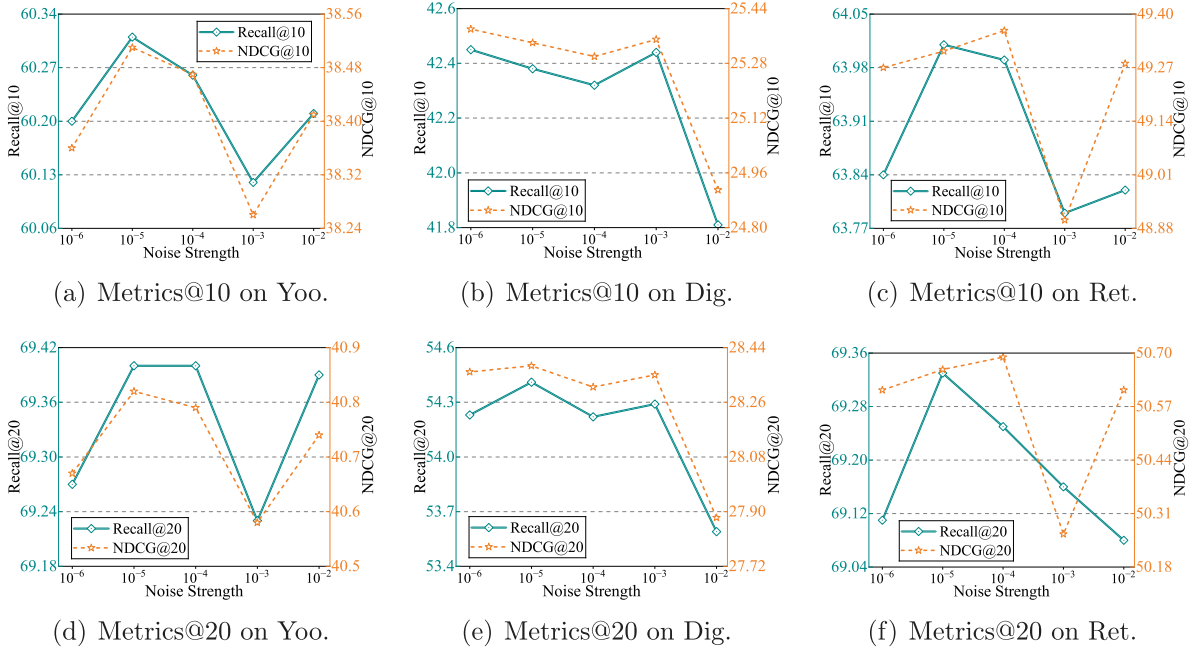 60.34
60.27
60.20
60.13
60.06
Recall@10
38.56
38.48
38.40
38.32
38.24
NDCG@10
Recall@10
NDCG@10
10⁻⁶ 10⁻⁵ 10⁻⁴ 10⁻³ 10⁻²
Noise Strength
(a) Metrics@10 on Yoo.
42.6
42.4
42.2
42.0
41.8
Recall@10
25.44
25.28
25.12
24.96
24.80
NDCG@10
Recall@10
NDCG@10
10⁻⁶ 10⁻⁵ 10⁻⁴ 10⁻³ 10⁻²
Noise Strength
(b) Metrics@10 on Dig.
64.05
63.98
63.91
63.84
63.77
Recall@10
49.40
49.27
49.14
49.01
48.88
NDCG@10
Recall@10
NDCG@10
10⁻⁶ 10⁻⁵ 10⁻⁴ 10⁻³ 10⁻²
Noise Strength
(c) Metrics@10 on Ret.
69.42
69.36
69.30
69.24
69.18
Recall@20
40.9
40.8
40.7
40.6
40.5
NDCG@20
Recall@20
NDCG@20
10⁻⁶ 10⁻⁵ 10⁻⁴ 10⁻³ 10⁻²
Noise Strength
(d) Metrics@20 on Yoo.
54.6
54.3
54.0
53.7
53.4
Recall@20
28.44
28.26
28.08
27.90
27.72
NDCG@20
Recall@20
NDCG@20
10⁻⁶ 10⁻⁵ 10⁻⁴ 10⁻³ 10⁻²
Noise Strength
(e) Metrics@20 on Dig.
69.36
69.28
69.20
69.12
69.04
Recall@20
50.70
50.57
50.44
50.31
50.18
NDCG@20
Recall@20
NDCG@20
10⁻⁶ 10⁻⁵ 10⁻⁴ 10⁻³ 10⁻²
Noise Strength
(f) Metrics@20 on Ret.